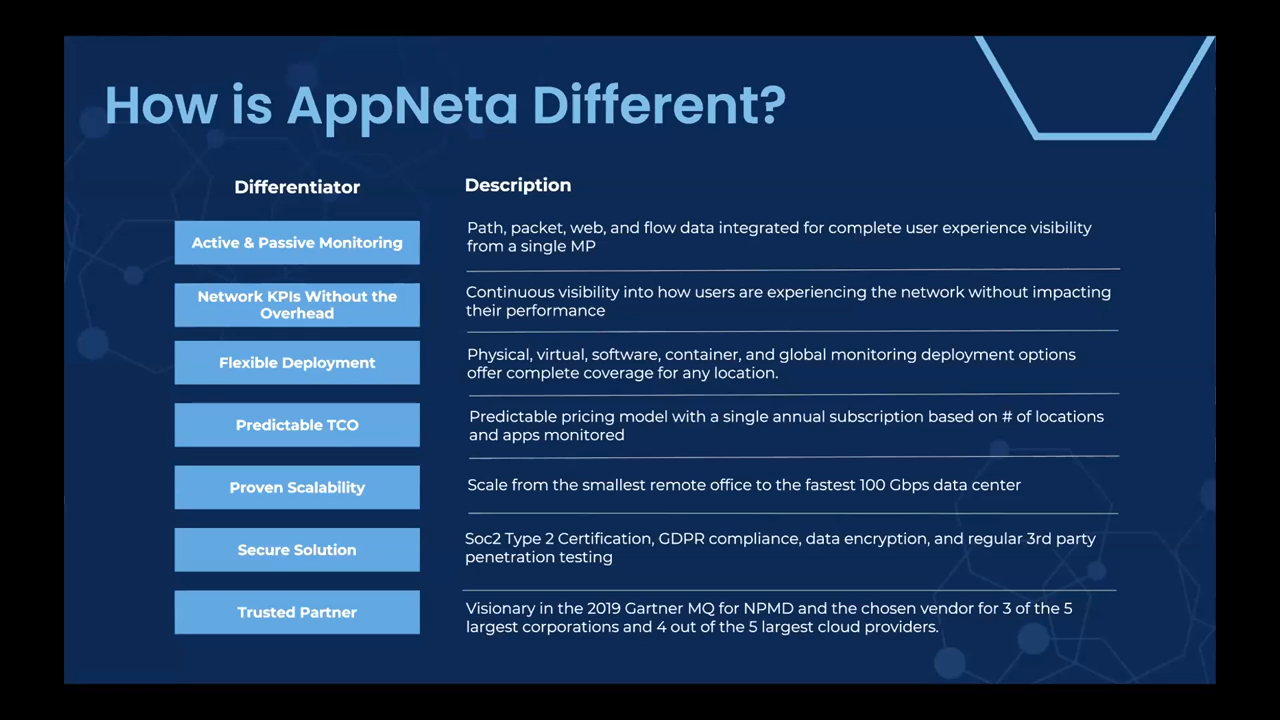 How is AppNeta Different?
Differentiator
Description
Active & Passive Monitoring
Path, packet, web, and flow data integrated for complete user experience visibility
from a single MP
Network KPIs Without the
Overhead
Continuous visibility into how users are experiencing the network without impacting
their performance
Flexible Deployment
Physical, virtual, software, container, and global monitoring deployment options
offer complete coverage for any location.
Predictable TCO
Predictable pricing model with a single annual subscription based on # of locations
and apps monitored
Proven Scalability
Scale from the smallest remote office to the fastest 100 Gbps data center
Secure Solution
Soc2 Type 2 Certification, GDPR compliance, data encryption, and regular 3rd party
penetration testing
Trusted Partner
Visionary in the 2019 Gartner MQ for NPMD and the chosen vendor for 3 of the 5
largest corporations and 4 out of the 5 largest cloud providers.